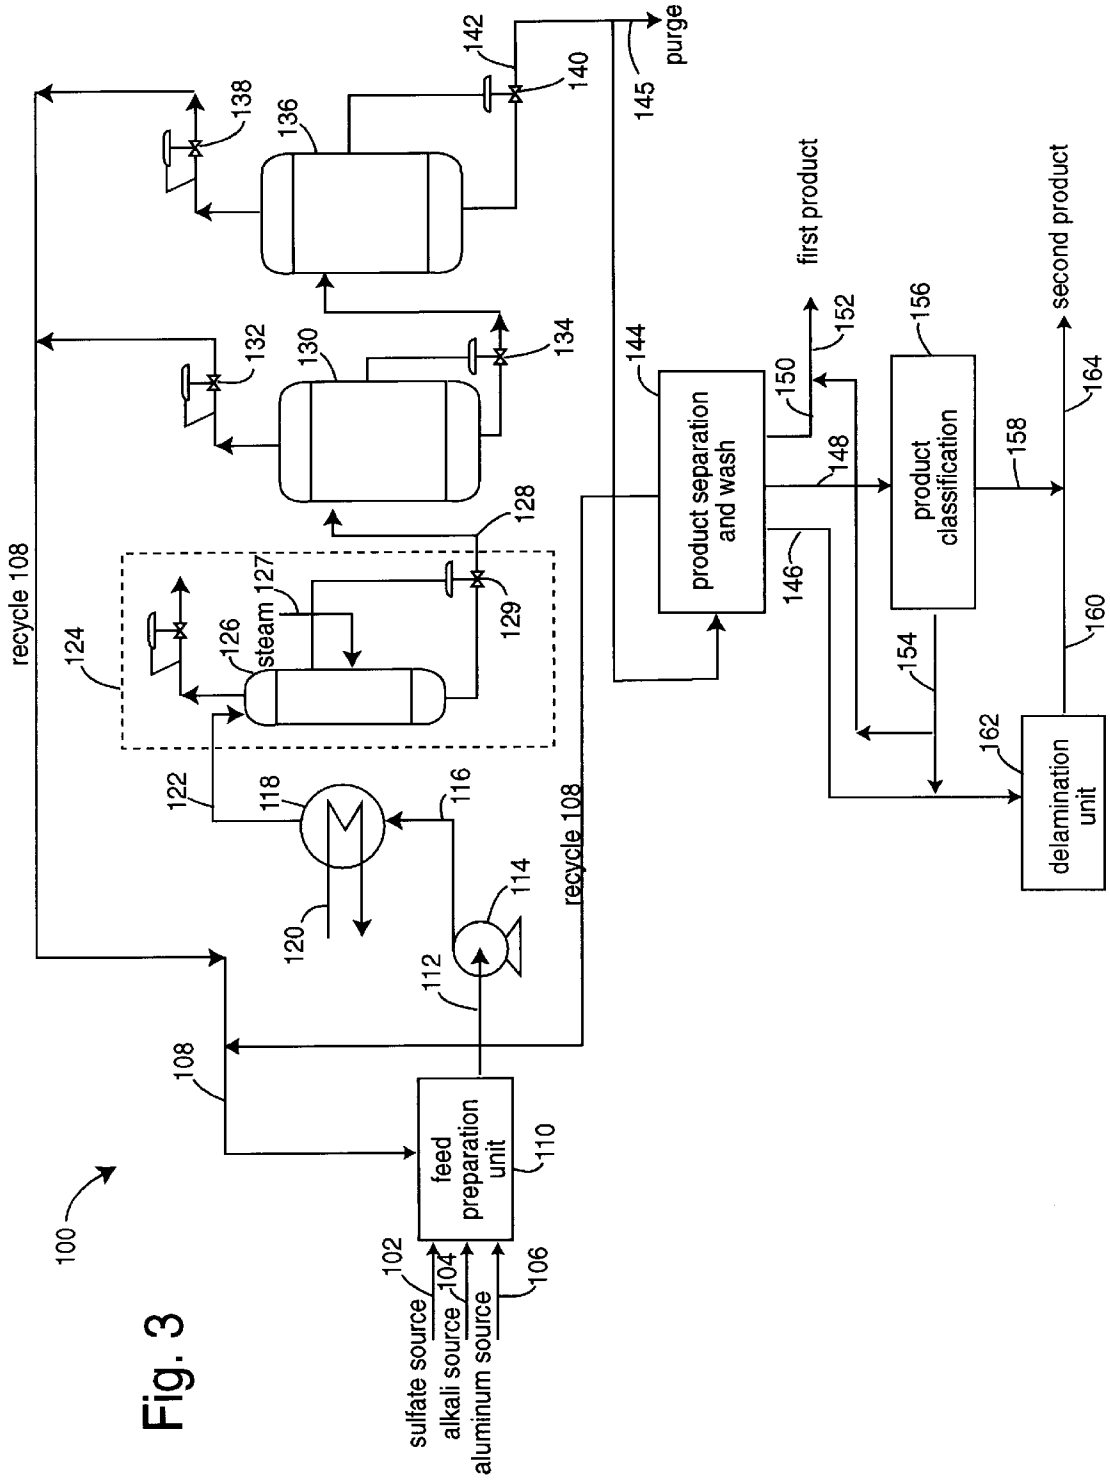 Fig. 3
100
sulfate source
alkali source
aluminum source
102
104
106
108
feed
preparation
unit
110
112
114
116
118
120
122
recycle 108
124
126
steam 127
128
129
130
132
134
136
138
140
142
145
purge
recycle 108
144
product separation
and wash
146
148
150
152
first product
154
product
classification
156
158
delamination
unit
162
160
164
second product